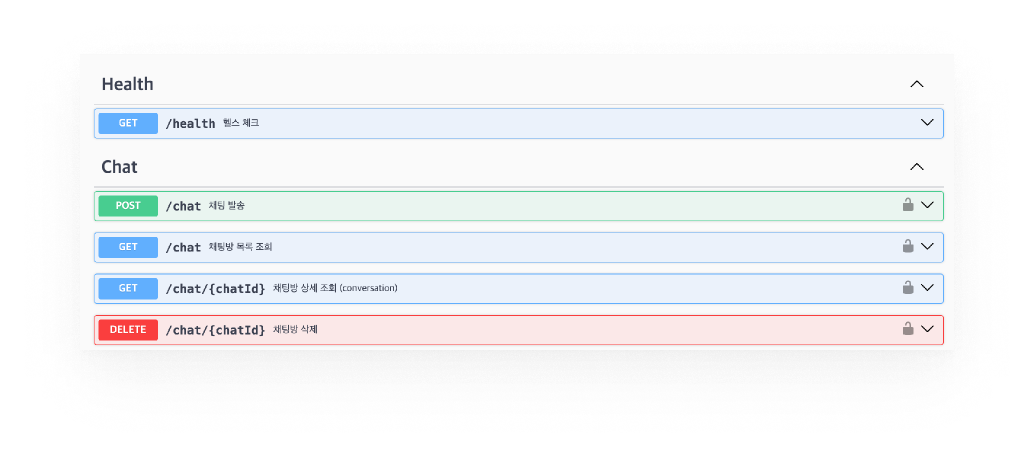 Health
GET /health 헬스 체크
Chat
POST /chat 채팅 발송
GET /chat 채팅방 목록 조회
GET /chat/{chatId} 채팅방 상세 조회 (conversation)
DELETE /chat/{chatId} 채팅방 삭제